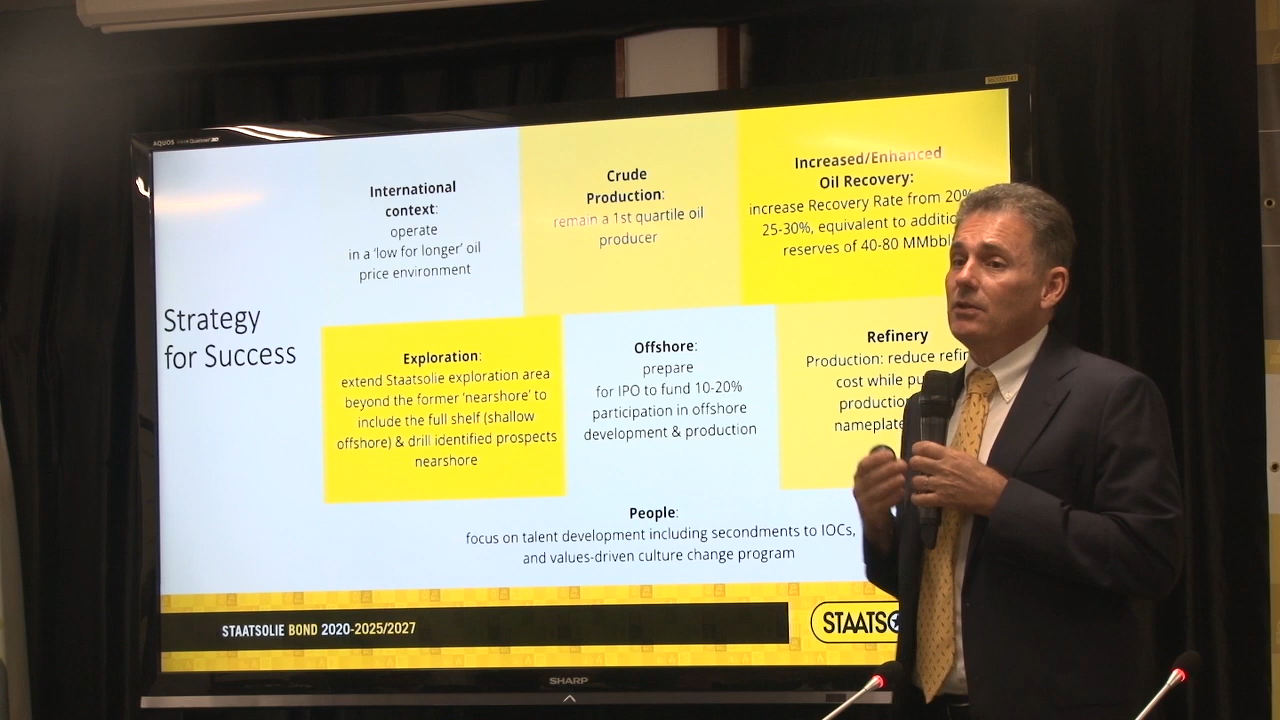 AQUOS
3D
Strategy
for Success
International
context:
operate
in a 'low for longer' oil
price environment
Crude
Production:
remain a 1st quartile oil
producer
Increased/Enhanced
Oil Recovery:
increase Recovery Rate from 20%
25-30%, equivalent to
reserves of 40-80 MMbbl
Exploration:
extend Staatsolie exploration area
beyond the former 'nearshore' to
include the full shelf (shallow
offshore) & drill identified prospects
nearshore
Offshore:
prepare
for IPO to fund 10-20%
participation in offshore
development & production
Refinery
Production: reduce
cost while
production
nameplate
People:
focus on talent development including secondments to IOCs,
and values-driven culture change program
STAATSOLIE BOND 2020-2025/2027
STAATSO
SHARP